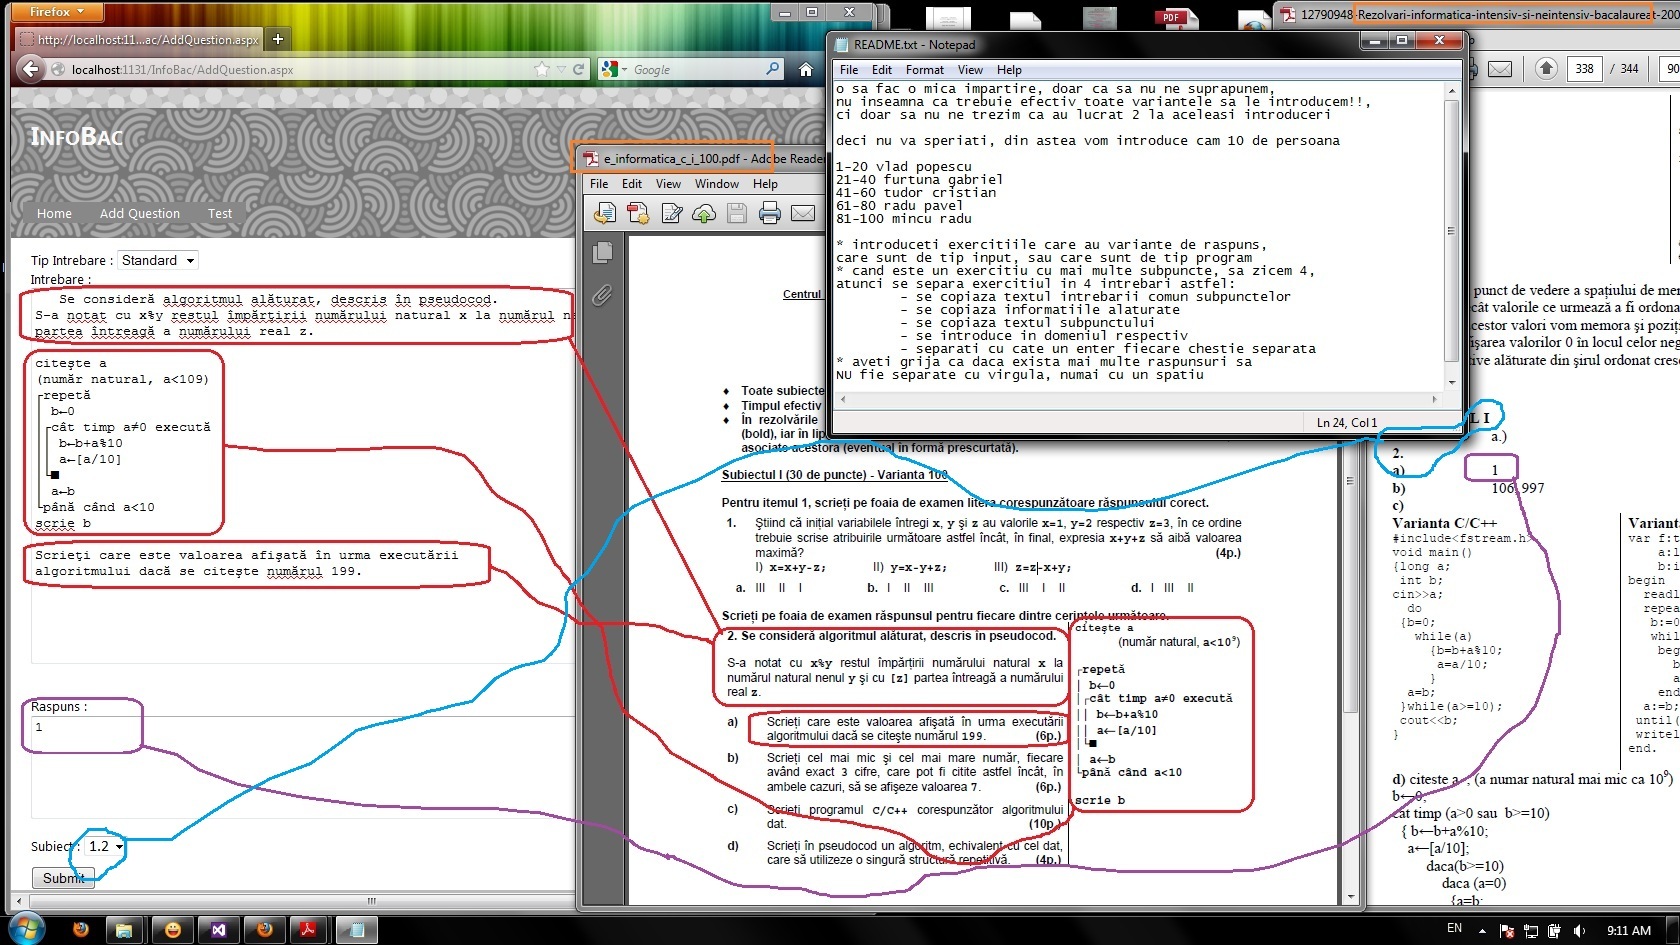 Firefox
http://localhost:11...ac/AddQuestion.aspx
localhost:1131/InfoBac/AddQuestion.aspx
Google
INFOBAC
Home Add Question Test
Tip Intrebare : Standard
Intrebare :
Se consideră algoritmul alăturat, descris în pseudocod.
S-a notat cu x%y restul împărţirii numărului natural x la numărul
partea întreagă a numărului real z.
citeşte a
(număr natural, a<109)
┌repetă
│ b←0
│┌cât timp a≠0 execută
││ b←b+a%10
││ a←[a/10]
│└■
│ a←b
└până când a<10
scrie b
Scrieţi care este valoarea afişată în urma executării
algoritmului dacă se citeşte numărul 199.
Raspuns :
1
Subiect : 1.2
Submit
e_informatica_c_i_100.pdf - Adobe Reader
File Edit View Window Help
Centrul
♦ Toate subiecte
♦ Timpul efectiv
♦ În rezolvările
(bold), iar în lip
asociate acestora (eventual în formă prescurtată).
Subiectul I (30 de puncte) - Varianta 100
Pentru itemul 1, scrieţi pe foaia de examen litera corespunzătoare răspunsului corect.
1. Ştiind că iniţial variabilele întregi x, y şi z au valorile x=1, y=2 respectiv z=3, în ce ordine
trebuie scrise atribuirile următoare astfel încât, în final, expresia x+y+z să aibă valoarea
maximă? (4p.)
I) x=x+y-z; II) y=x-y+z; III) z=z-x+y;
a. III II I b. I II III c. III I II d. I III II
Scrieţi pe foaia de examen răspunsul pentru fiecare dintre cerinţele următoare.
2. Se consideră algoritmul alăturat, descris în pseudocod.
S-a notat cu x%y restul împărţirii numărului natural x la
numărul natural nenul y şi cu [z] partea întreagă a numărului
real z.
a) Scrieţi care este valoarea afişată în urma executării
algoritmului dacă se citeşte numărul 199. (6p.)
b) Scrieţi cel mai mic şi cel mai mare număr, fiecare
având exact 3 cifre, care pot fi citite astfel încât, în
ambele cazuri, să se afişeze valoarea 7. (6p.)
c) Scrieţi programul C/C++ corespunzător algoritmului
dat. (10p.)
d) Scrieţi în pseudocod un algoritm, echivalent cu cel dat,
care să utilizeze o singură structură repetitivă. (4p.)
citeşte a
(număr natural, a<10⁹)
┌repetă
│ b←0
│┌cât timp a≠0 execută
││ b←b+a%10
││ a←[a/10]
│└■
│ a←b
└până când a<10
scrie b
README.txt - Notepad
File Edit Format View Help
o sa fac o mica impartire, doar ca sa nu ne suprapunem,
nu inseamna ca trebuie efectiv toate variantele sa le introducem!!,
ci doar sa nu ne trezim ca au lucrat 2 la aceleasi introduceri
deci nu va speriati, din astea vom introduce cam 10 de persoana
1-20 vlad popescu
21-40 furtuna gabriel
41-60 tudor cristian
61-80 radu pavel
81-100 mincu radu
* introduceti exercitiile care au variante de raspuns,
care sunt de tip input, sau care sunt de tip program
* cand este un exercitiu cu mai multe subpuncte, sa zicem 4,
atunci se separa exercitiul in 4 intrebari astfel:
- se copiaza textul intrebarii comun subpunctelor
- se copiaza informatiile alaturate
- se copiaza textul subpunctului
- se introduce in domeniul respectiv
- separati cu cate un enter fiecare chestie separata
* aveti grija ca daca exista mai multe raspunsuri sa
NU fie separate cu virgula, numai cu un spatiu
Ln 24, Col 1
PDF
12790948-Rezolvari-informatica-intensiv-si-neintensiv-bacalaureat-200
338 / 344 90
punct de vedere a spaţiului de me
cât valorile ce urmează a fi ordona
cestor valori vom memora şi poziţi
işarea valorilor 0 în locul celor neg
tive alăturate din şirul ordonat cresc
L I
a.)
2.
a) 1
b) 106,997
c)
Varianta C/C++
#include<fstream.h>
void main()
{long a;
int b;
cin>>a;
do
{b=0;
while(a)
{b=b+a%10;
a=a/10;
}
a=b;
}while(a>=10);
cout<<b;
}
Varianta
var f:t
a:l
b:i
begin
readl
repea
b:=0
whil
beg
b
a
end
a:=b;
until(
writel
end.
d) citeste a ; (a numar natural mai mic ca 10⁹)
b←0;
cat timp (a>0 sau b>=10)
{ b←b+a%10;
a←[a/10];
daca(b>=10)
daca (a=0)
{a=b;
EN 9:11 AM